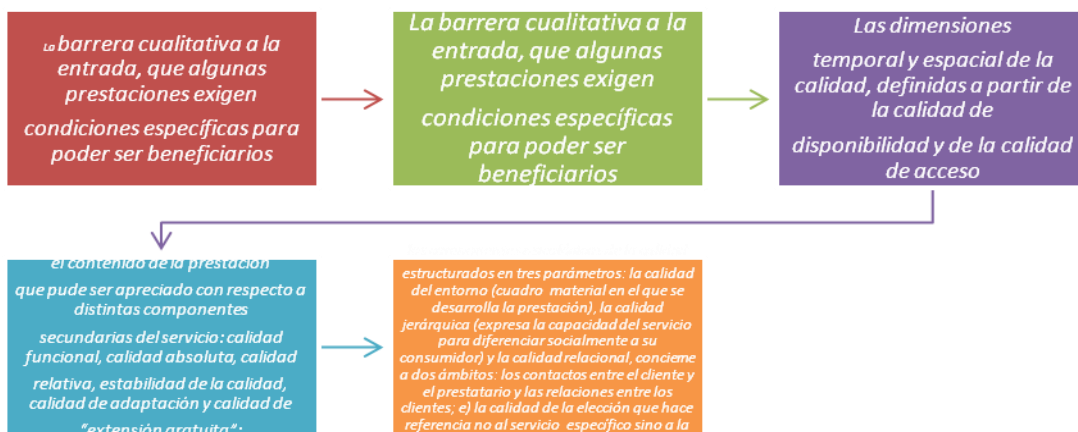 La barrera cualitativa a la
entrada, que algunas
prestaciones exigen
condiciones específicas para
poder ser beneficiarios
La barrera cualitativa a la
entrada, que algunas
prestaciones exigen
condiciones específicas
para poder ser
beneficiarios
Las dimensiones
temporal y espacial de la
calidad, definidas a partir de
la calidad de
disponibilidad y de la calidad
de acceso
el contenido de la prestación
que pude ser apreciado con respecto a
distintas componentes
secundarias del servicio: calidad
funcional, calidad absoluta, calidad
relativa, estabilidad de la calidad,
calidad de adaptación y calidad de
"extensión gratuita";
estructurados en tres parámetros: la calidad
del entorno (cuadro material en el que se
desarrolla la prestación), la calidad
jerárquica (expresa la capacidad del servicio
para diferenciar socialmente a su
consumidor) y la calidad relacional, concierne
a dos ámbitos: los contactos entre el cliente y
el prestatario y las relaciones entre los
clientes; e) la calidad de la elección que hace
referencia no al servicio específico sino a la